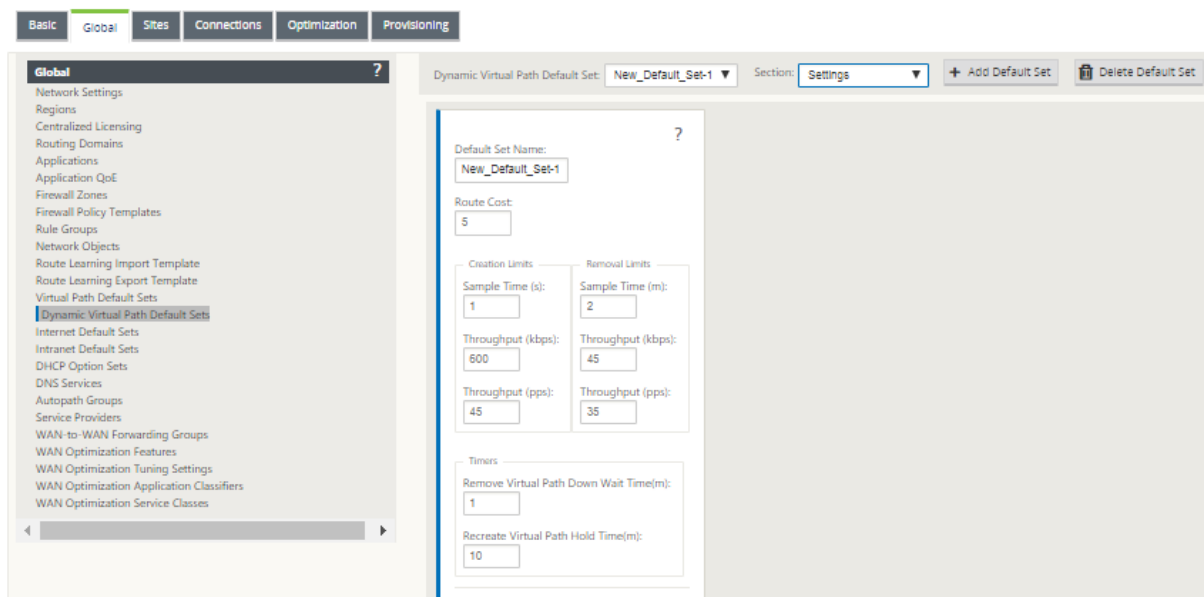 Basic Global Sites Connections Optimization Provisioning
Global ?
Network Settings
Regions
Centralized Licensing
Routing Domains
Applications
Application QoE
Firewall Zones
Firewall Policy Templates
Rule Groups
Network Objects
Route Learning Import Template
Route Learning Export Template
Virtual Path Default Sets
Dynamic Virtual Path Default Sets
Internet Default Sets
Intranet Default Sets
DHCP Option Sets
DNS Services
Autopath Groups
Service Providers
WAN-to-WAN Forwarding Groups
WAN Optimization Features
WAN Optimization Tuning Settings
WAN Optimization Application Classifiers
WAN Optimization Service Classes
Dynamic Virtual Path Default Set: New_Default_Set-1 Section: Settings + Add Default Set Delete Default Set
?
Default Set Name:
New_Default_Set-1
Route Cost:
5
Creation Limits Removal Limits
Sample Time (s): Sample Time (m):
1 2
Throughput (kbps): Throughput (kbps):
600 45
Throughput (pps): Throughput (pps):
45 35
Timers
Remove Virtual Path Down Wait Time(m):
1
Recreate Virtual Path Hold Time(m):
10